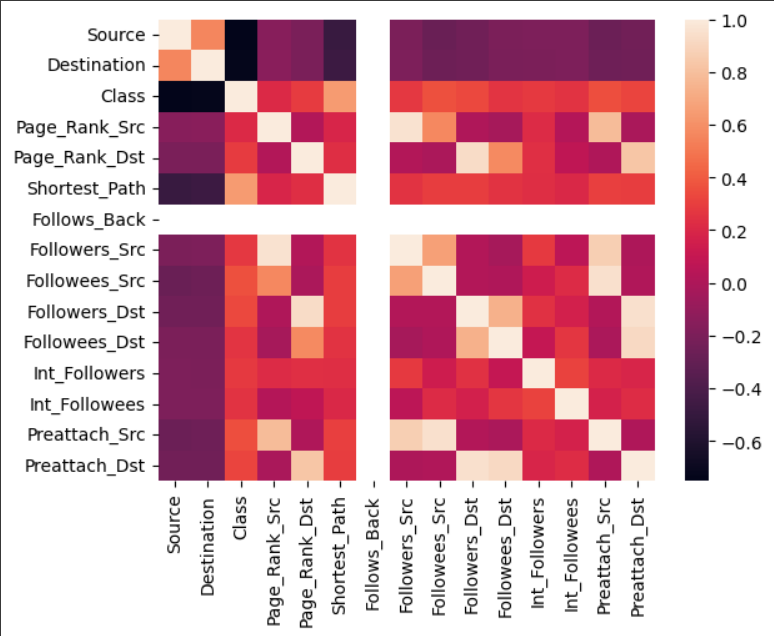 Source
Destination
Class
Page_Rank_Src
Page_Rank_Dst
Shortest_Path
Follows_Back
Followers_Src
Followees_Src
Followers_Dst
Followees_Dst
Int_Followers
Int_Followees
Preattach_Src
Preattach_Dst
Source
Destination
Class
Page_Rank_Src
Page_Rank_Dst
Shortest_Path
Follows_Back
Followers_Src
Followees_Src
Followers_Dst
Followees_Dst
Int_Followers
Int_Followees
Preattach_Src
Preattach_Dst
1.0
0.8
0.6
0.4
0.2
0.0
−0.2
−0.4
−0.6